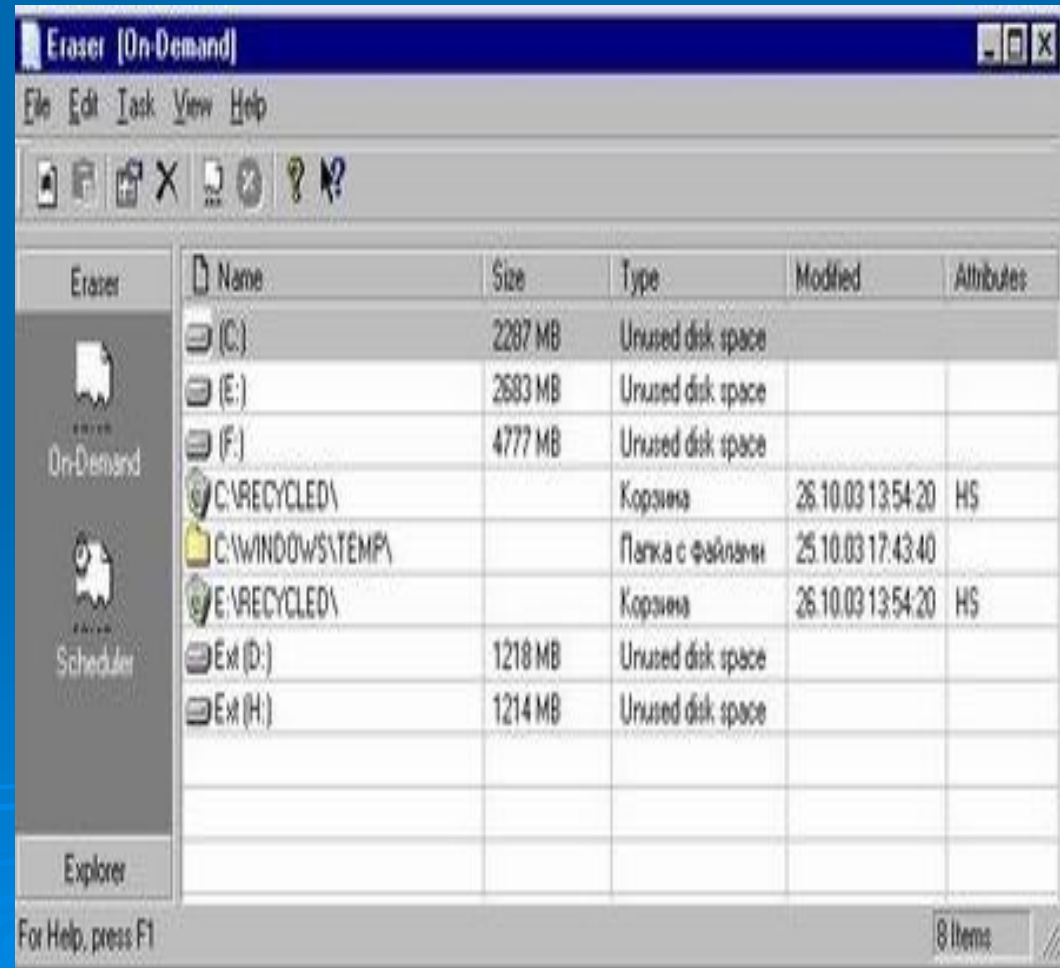 Eraser [On-Demand]
File Edit Task View Help
Eraser Name Size Type Modified Attributes
(C:) 2287 MB Unused disk space
(E:) 2683 MB Unused disk space
On-Demand (F:) 4777 MB Unused disk space
C:\RECYCLED\ Корзина 26.10.03 13:54:20 HS
C:\WINDOWS\TEMP\ Папка с файлами 25.10.03 17:43:40
E:\RECYCLED\ Корзина 26.10.03 13:54:20 HS
Scheduler Ext (D:) 1218 MB Unused disk space
Ext (H:) 1214 MB Unused disk space
Explorer
For Help, press F1 8 Items